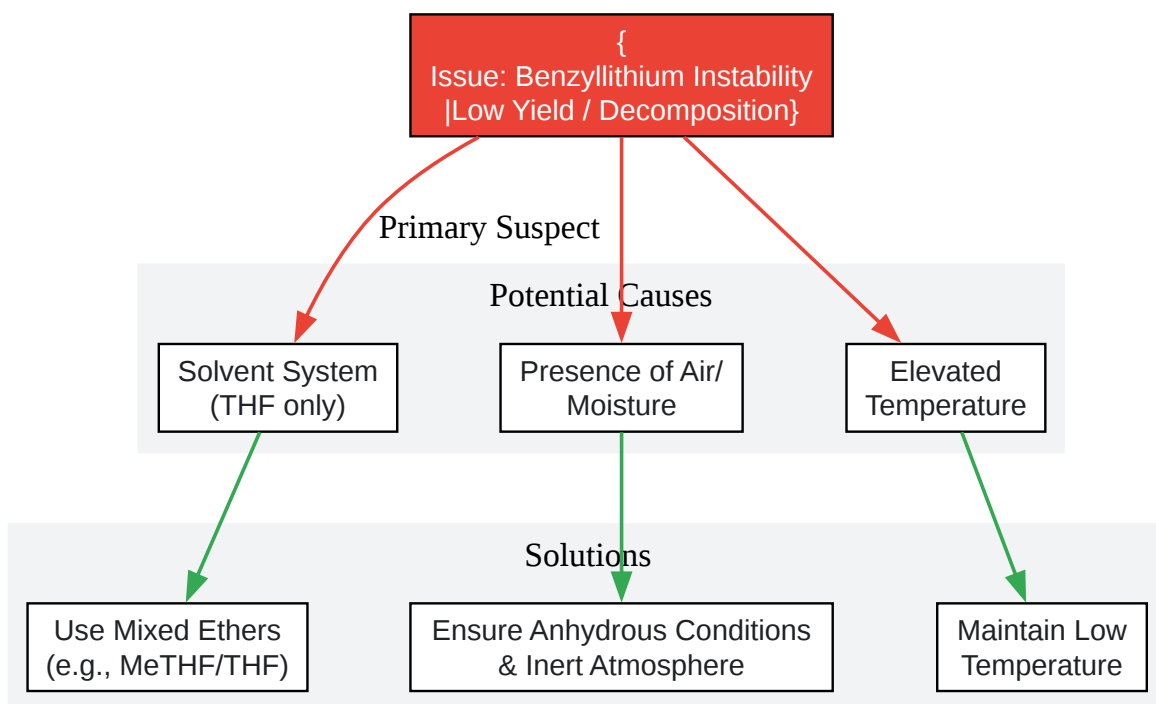 {
Issue: Benzyllithium Instability
|Low Yield / Decomposition}
Primary Suspect
Potential Causes
Solvent System
(THF only)
Presence of Air/
Moisture
Elevated
Temperature
Solutions
Use Mixed Ethers
(e.g., MeTHF/THF)
Ensure Anhydrous Conditions
& Inert Atmosphere
Maintain Low
Temperature